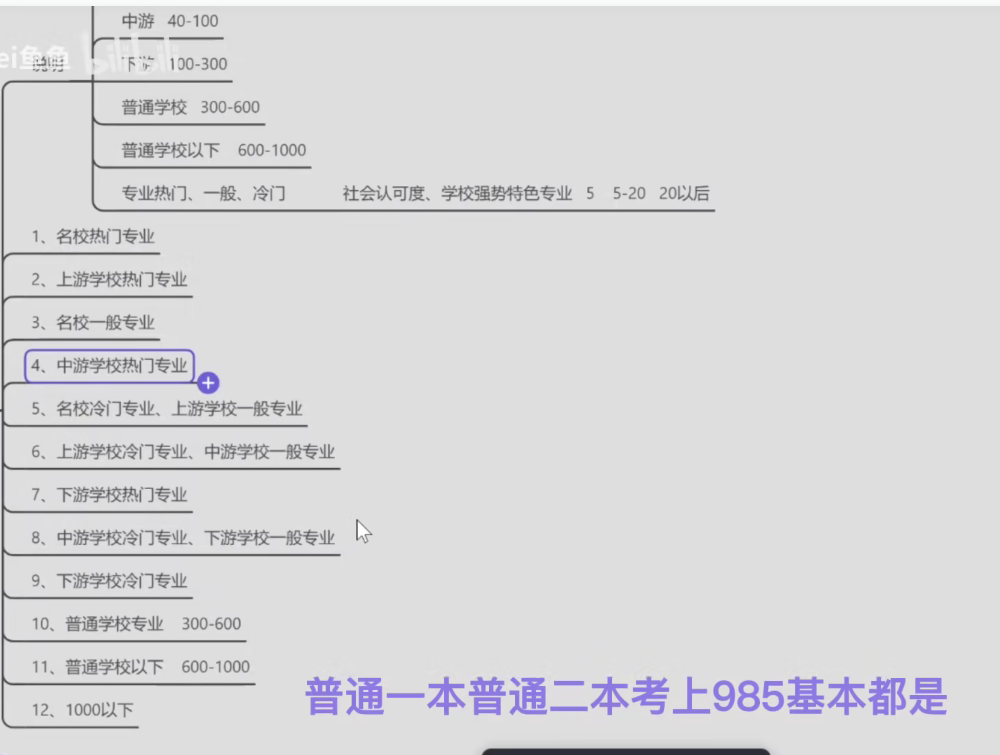 中游 40-100
ei鱼鱼 bilibili
说明
下游 100-300
普通学校 300-600
普通学校以下 600-1000
专业热门、一般、冷门 社会认可度、学校强势特色专业 5 5-20 20以后
1、名校热门专业
2、上游学校热门专业
3、名校一般专业
4、中游学校热门专业
5、名校冷门专业、上游学校一般专业
6、上游学校冷门专业、中游学校一般专业
7、下游学校热门专业
8、中游学校冷门专业、下游学校一般专业
9、下游学校冷门专业
10、普通学校专业 300-600
11、普通学校以下 600-1000
12、1000以下
普通一本普通二本考上985基本都是